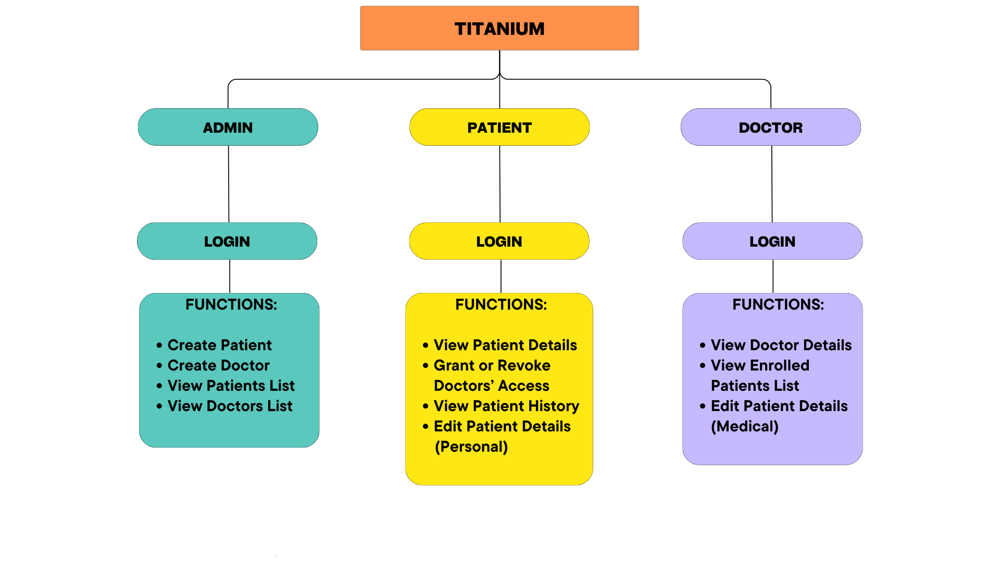 TITANIUM
ADMIN
PATIENT
DOCTOR
LOGIN
LOGIN
LOGIN
FUNCTIONS:
• Create Patient
• Create Doctor
• View Patients List
• View Doctors List
FUNCTIONS:
• View Patient Details
• Grant or Revoke
Doctors’ Access
• View Patient History
• Edit Patient Details
(Personal)
FUNCTIONS:
• View Doctor Details
• View Enrolled
Patients List
• Edit Patient Details
(Medical)